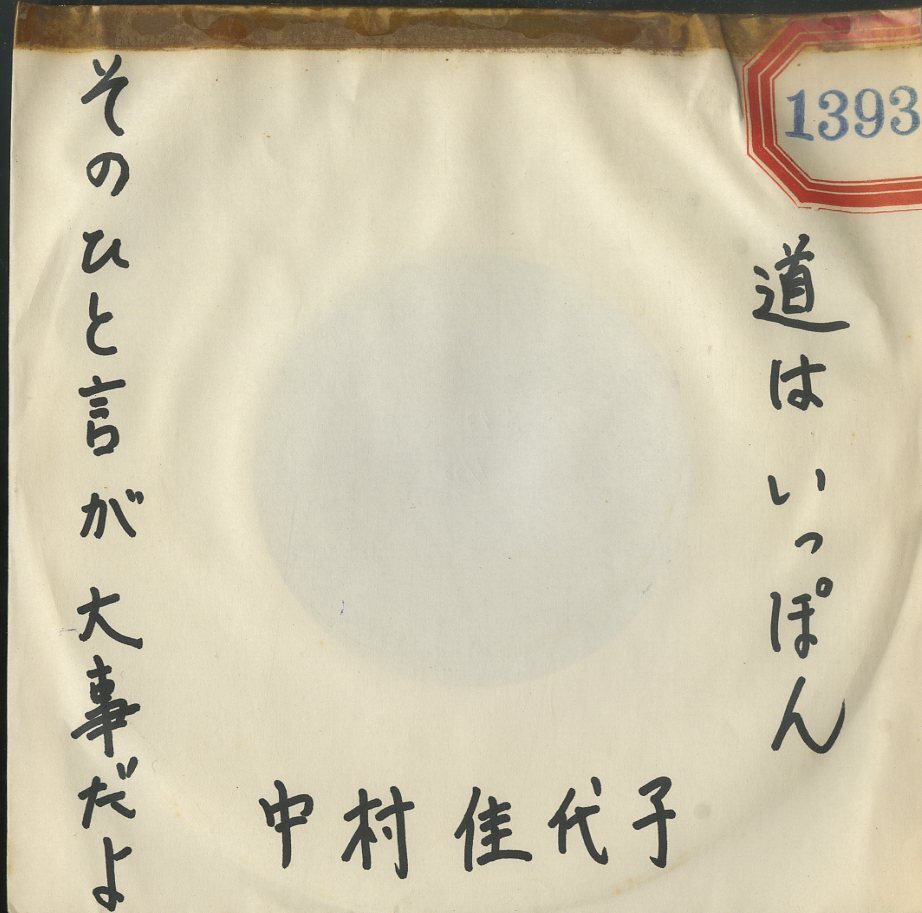 1393
道はいっぽん
そのひと言が大事だよ
中村佳代子